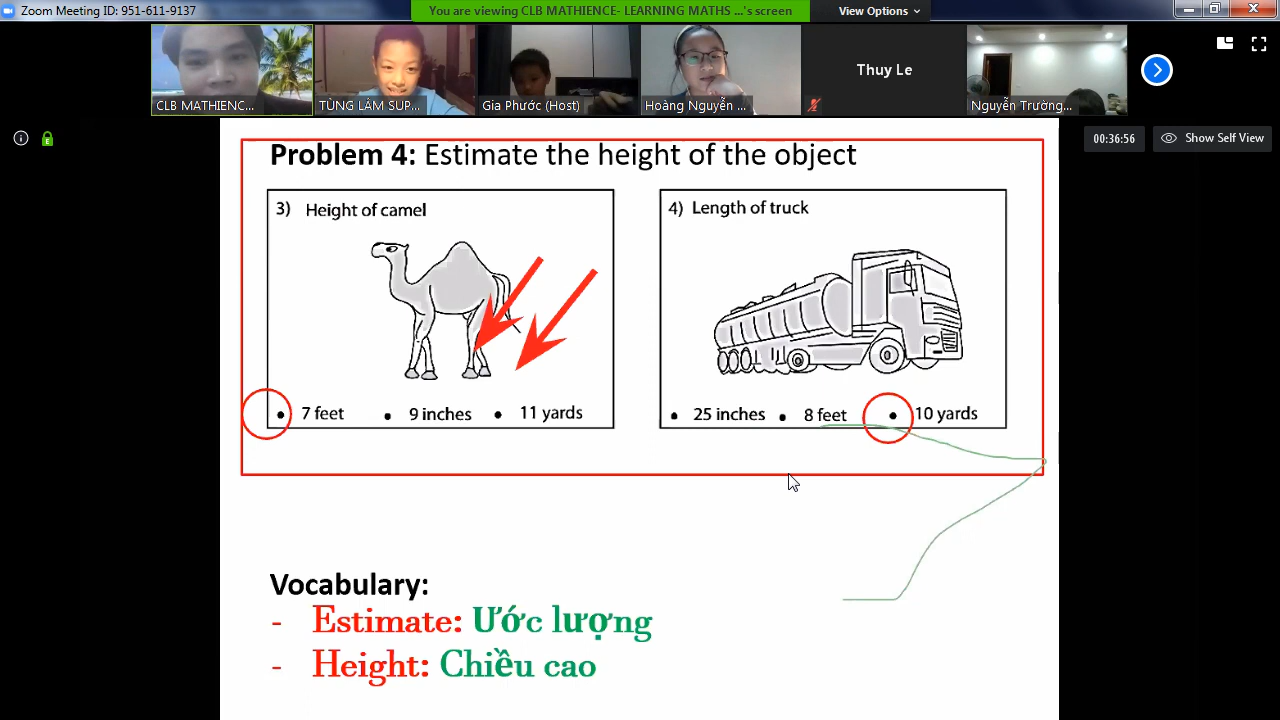 Zoom Meeting ID: 951-611-9137
You are viewing CLB MATHIENCE- LEARNING MATHS ...'s screen
View Options
CLB MATHIENC...
TÙNG LÂM SUP...
Gia Phước (Host)
Hoàng Nguyễn ...
Thuy Le
Nguyễn Trường...
00:36:56
Show Self View
Problem 4: Estimate the height of the object
3) Height of camel
7 feet
9 inches
11 yards
4) Length of truck
25 inches
8 feet
10 yards
Vocabulary:
- Estimate: Ước lượng
- Height: Chiều cao